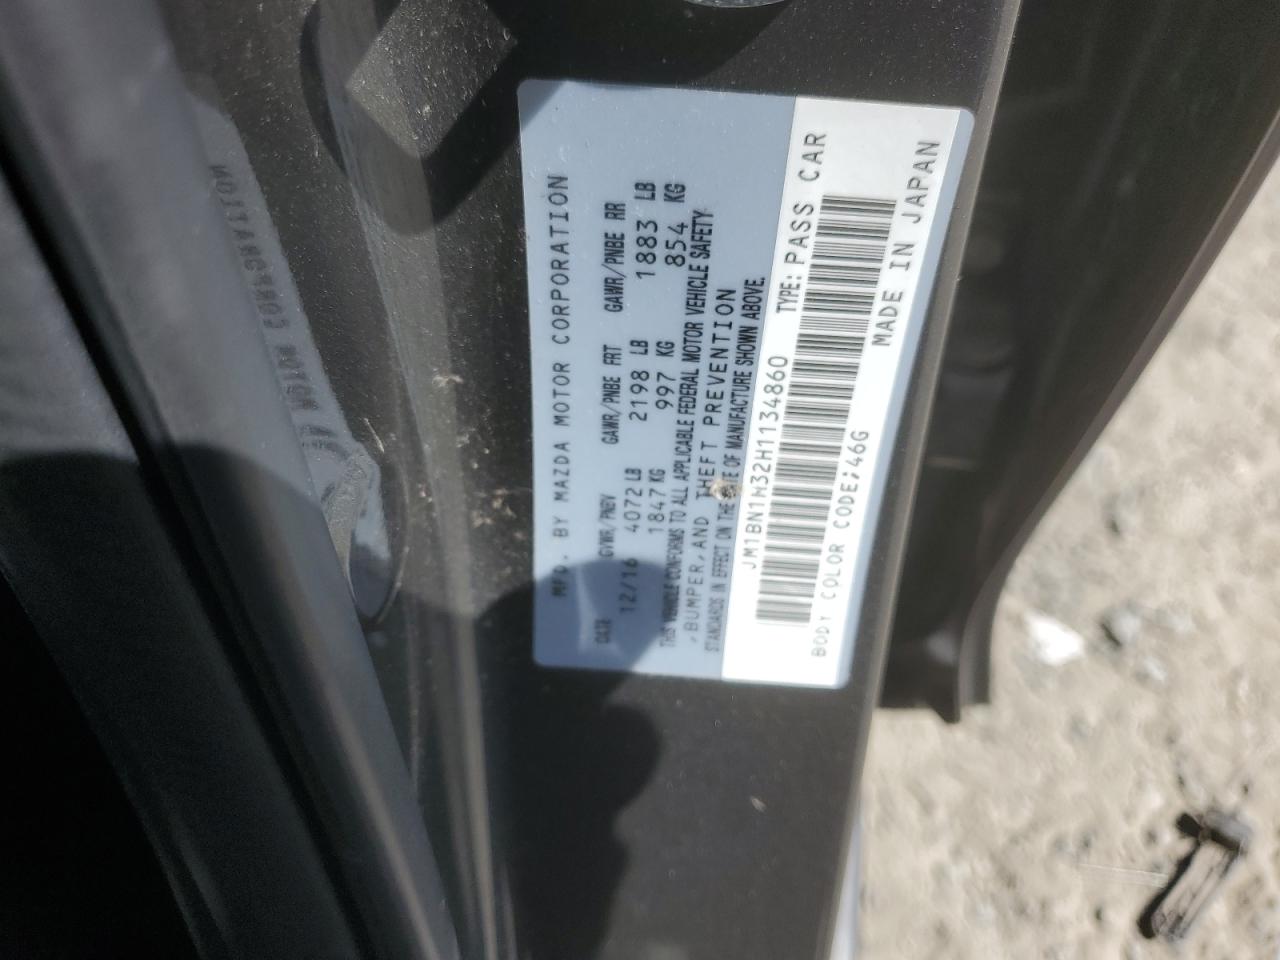 MFD. BY MAZDA MOTOR CORPORATION
DATE GVWR/PNBV GAWR/PNBE FRT GAWR/PNBE RR
12/16 4072 LB 2198 LB 1883 LB
1847 KG 997 KG 854 KG
THIS VEHICLE CONFORMS TO ALL APPLICABLE FEDERAL MOTOR VEHICLE SAFETY
,BUMPER,AND THEFT PREVENTION
STANDARDS IN EFFECT ON THE DATE OF MANUFACTURE SHOWN ABOVE.
JM1BN1M32H1134860 TYPE: PASS CAR
BODY COLOR CODE;46G MADE IN JAPAN